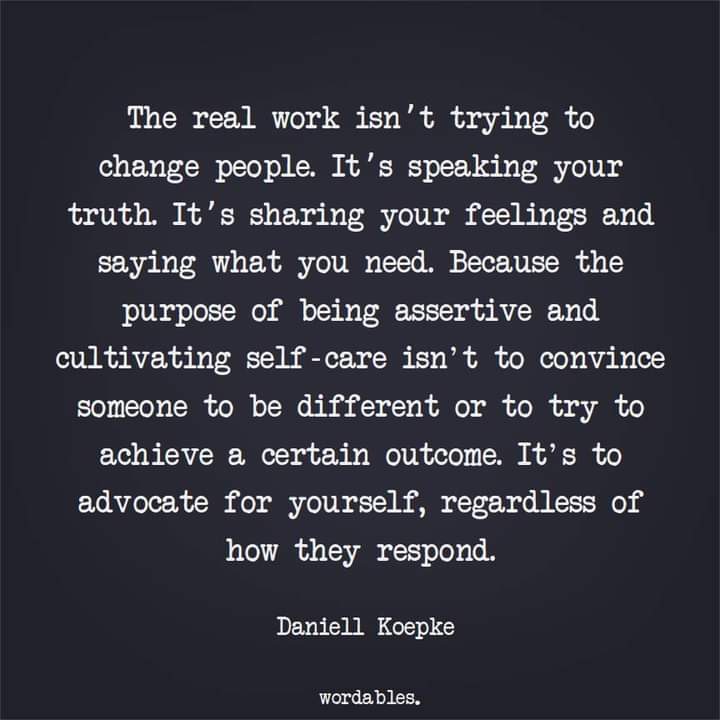 The real work isn't trying to
change people. It's speaking your
truth. It's sharing your feelings and
saying what you need. Because the
purpose of being assertive and
cultivating self-care isn't to convince
someone to be different or to try to
achieve a certain outcome. It's to
advocate for yourself, regardless of
how they respond.
Daniell Koepke
wordables.